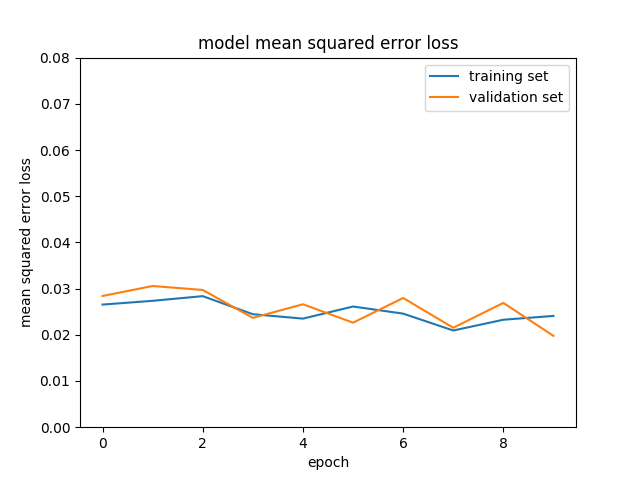 model mean squared error loss
0.08
0.07
0.06
0.05
0.04
0.03
0.02
0.01
0.00
mean squared error loss
training set
validation set
0 2 4 6 8
epoch